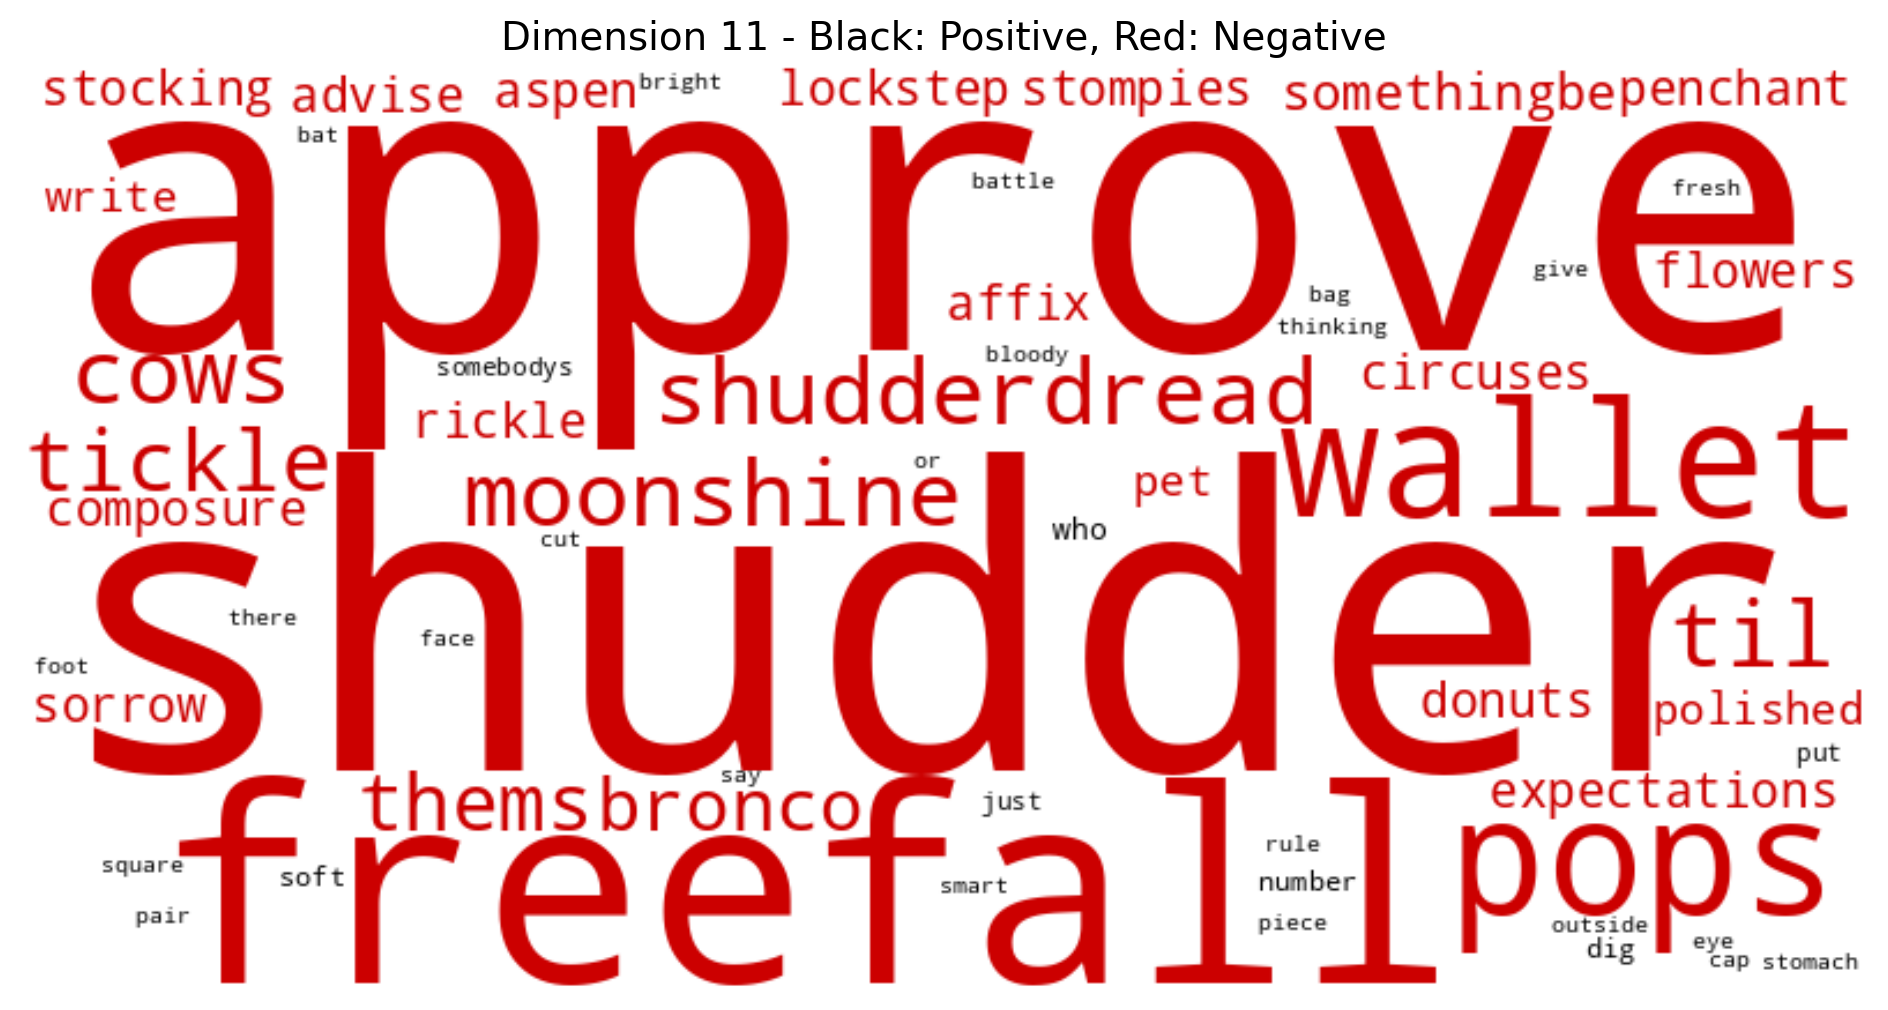 Dimension 11 - Black: Positive, Red: Negative
stocking advise aspen bright lockstep stompies somethingbe penchant
bat
approve
write battle fresh
give flowers
affix bag
thinking
cows somebodys bloody circuses
rickle shudderdread
tickle moonshine or pet wallet
composure cut who
shudder
there face til
foot
sorrow donuts polished
put
themsbronco say just expectations
freefall pops
square soft smart rule
number
pair piece outside
dig eye
cap stomach